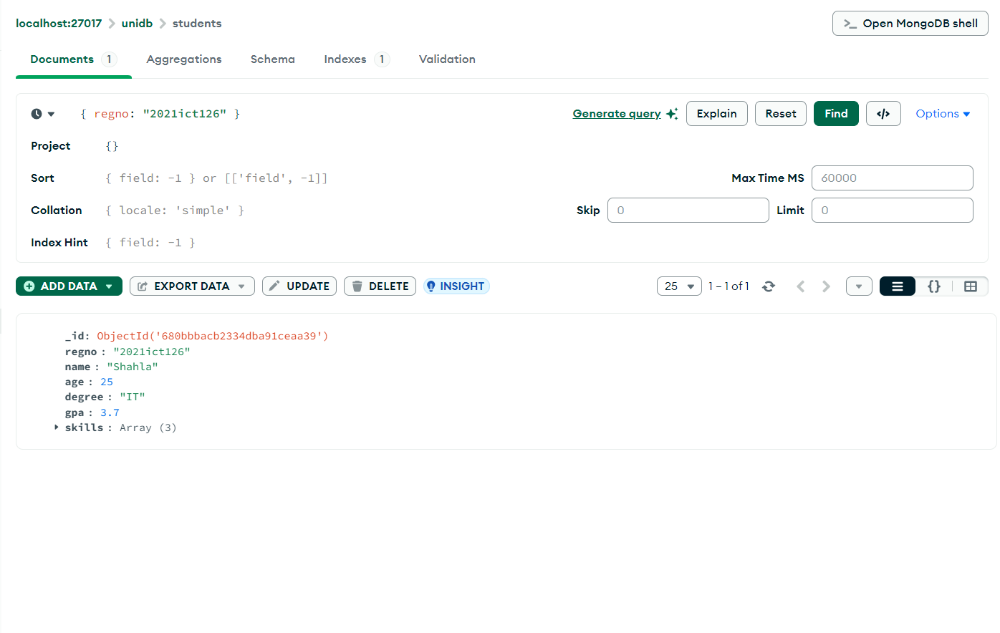 localhost:27017 > unidb > students
>_ Open MongoDB shell
Documents 1 Aggregations Schema Indexes 1 Validation
{ regno: "2021ict126" }
Generate query Explain Reset Find </> Options
Project {}
Sort { field: -1 } or [['field', -1]] Max Time MS 60000
Collation { locale: 'simple' } Skip 0 Limit 0
Index Hint { field: -1 }
ADD DATA EXPORT DATA UPDATE DELETE INSIGHT 25 1 – 1 of 1 {}
_id: ObjectId('680bbbacb2334dba91ceaa39')
regno : "2021ict126"
name : "Shahla"
age : 25
degree : "IT"
gpa : 3.7
skills : Array (3)